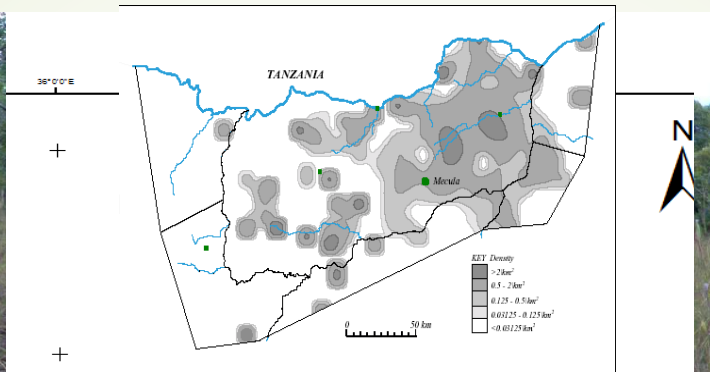 36°0'0"E
TANZANIA
N
Mecula
KEY Density
>2/km²
0.5 - 2/km²
0.125 - 0.5/km²
0.03125 - 0.125/km²
<0.03125/km²
0 50 km